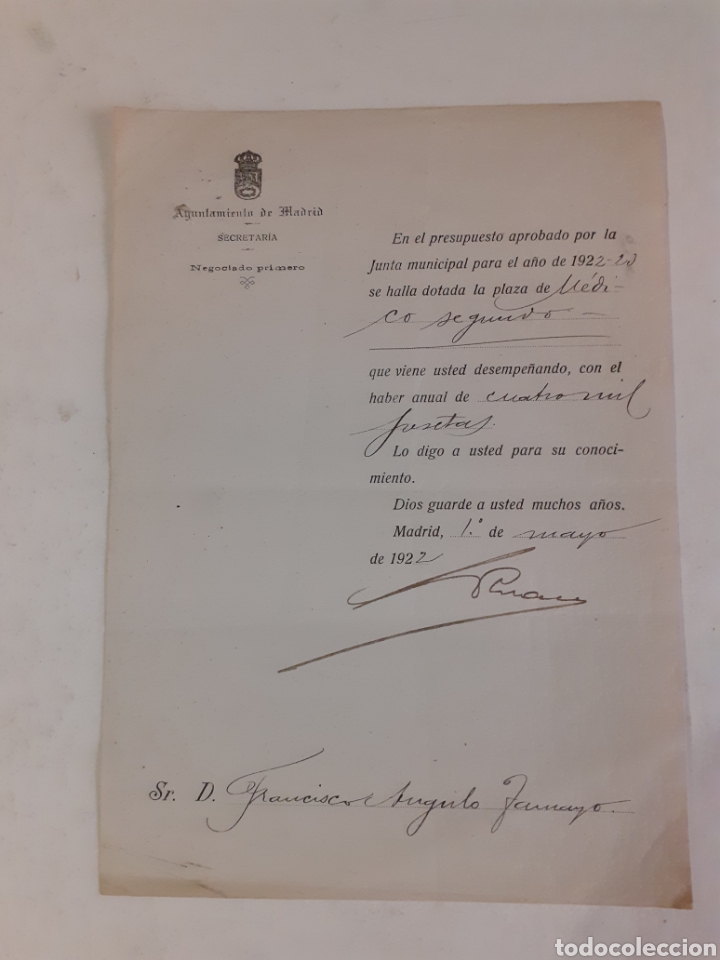 Ayuntamiento de Madrid
SECRETARÍA
Negociado primero
En el presupuesto aprobado por la
Junta municipal para el año de 1922-23
se halla dotada la plaza de Médi-
co segundo —
que viene usted desempeñando, con el
haber anual de cuatro mil
pesetas.
Lo digo a usted para su conoci-
miento.
Dios guarde a usted muchos años.
Madrid, 1.º de mayo
de 1922
Sr. D. Francisco Angulo Tamayo.
todocoleccion